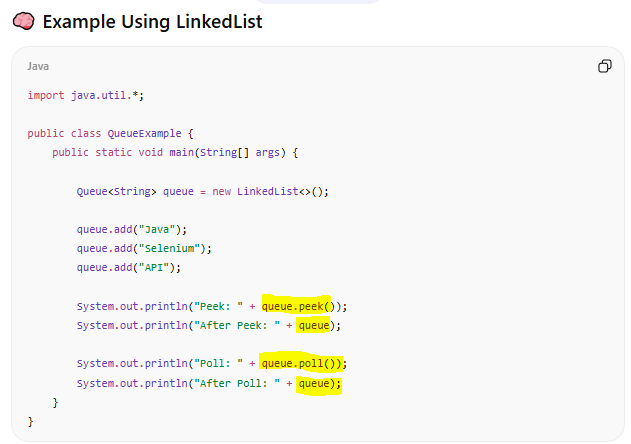 🧠 Example Using LinkedList
Java
import java.util.*;
public class QueueExample {
public static void main(String[] args) {
Queue<String> queue = new LinkedList<>();
queue.add("Java");
queue.add("Selenium");
queue.add("API");
System.out.println("Peek: " + queue.peek());
System.out.println("After Peek: " + queue);
System.out.println("Poll: " + queue.poll());
System.out.println("After Poll: " + queue);
}
}